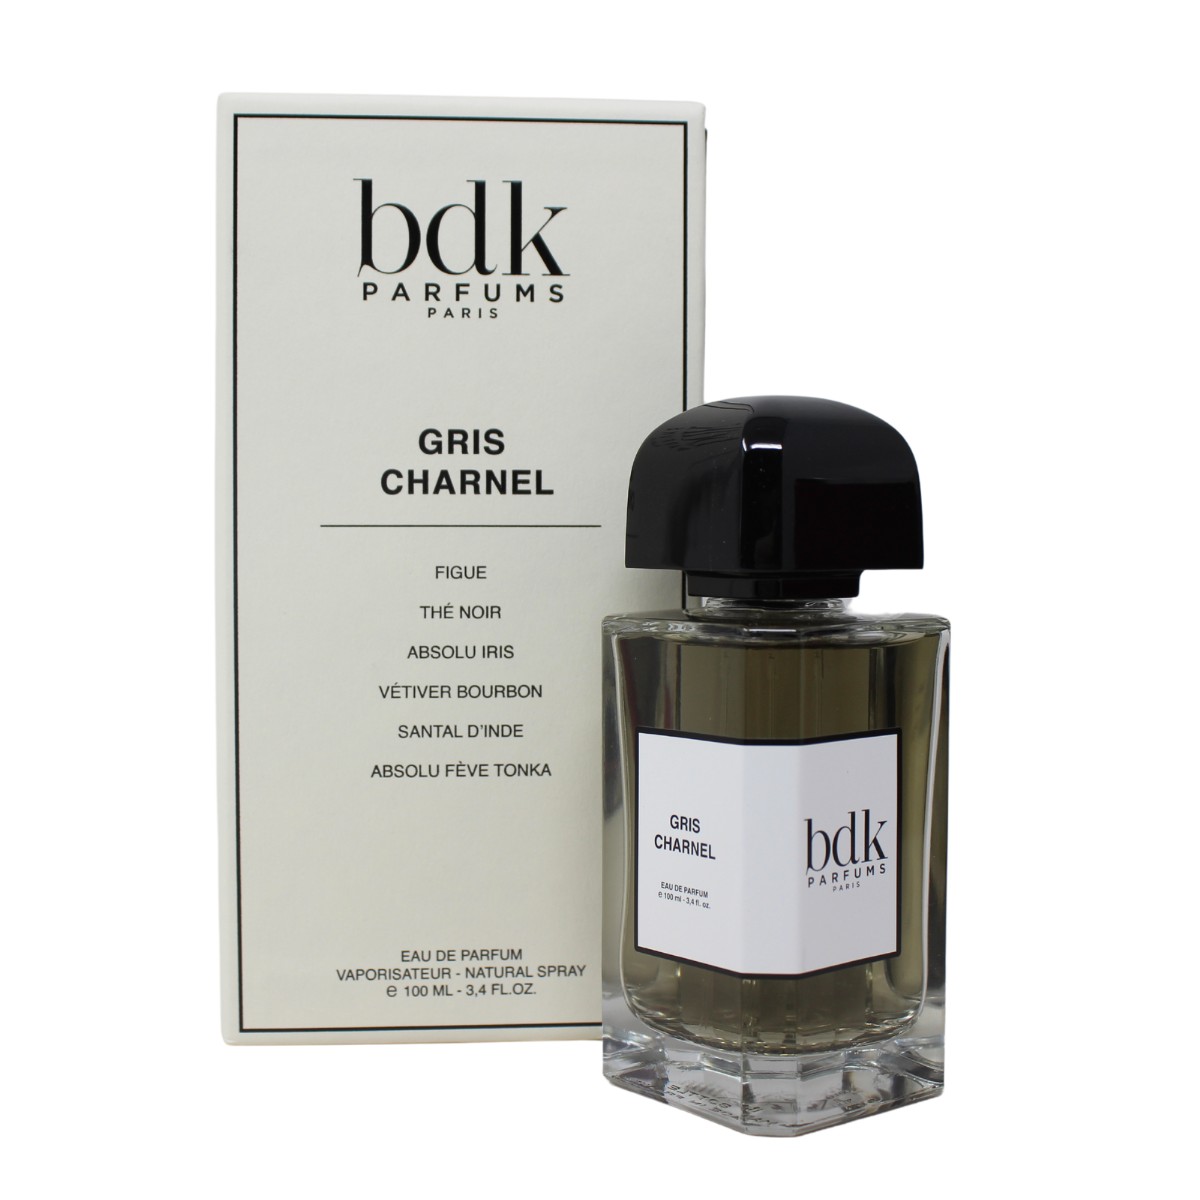 bdk
PARFUMS
PARIS
GRIS
CHARNEL
FIGUE
THÉ NOIR
ABSOLU IRIS
VÉTIVER BOURBON
SANTAL D'INDE
ABSOLU FÈVE TONKA
EAU DE PARFUM
VAPORISATEUR - NATURAL SPRAY
℮ 100 ML - 3,4 FL.OZ.
GRIS
CHARNEL
EAU DE PARFUM
℮ 100 ml - 3,4 fl. oz.
bdk
PARFUMS
PARIS